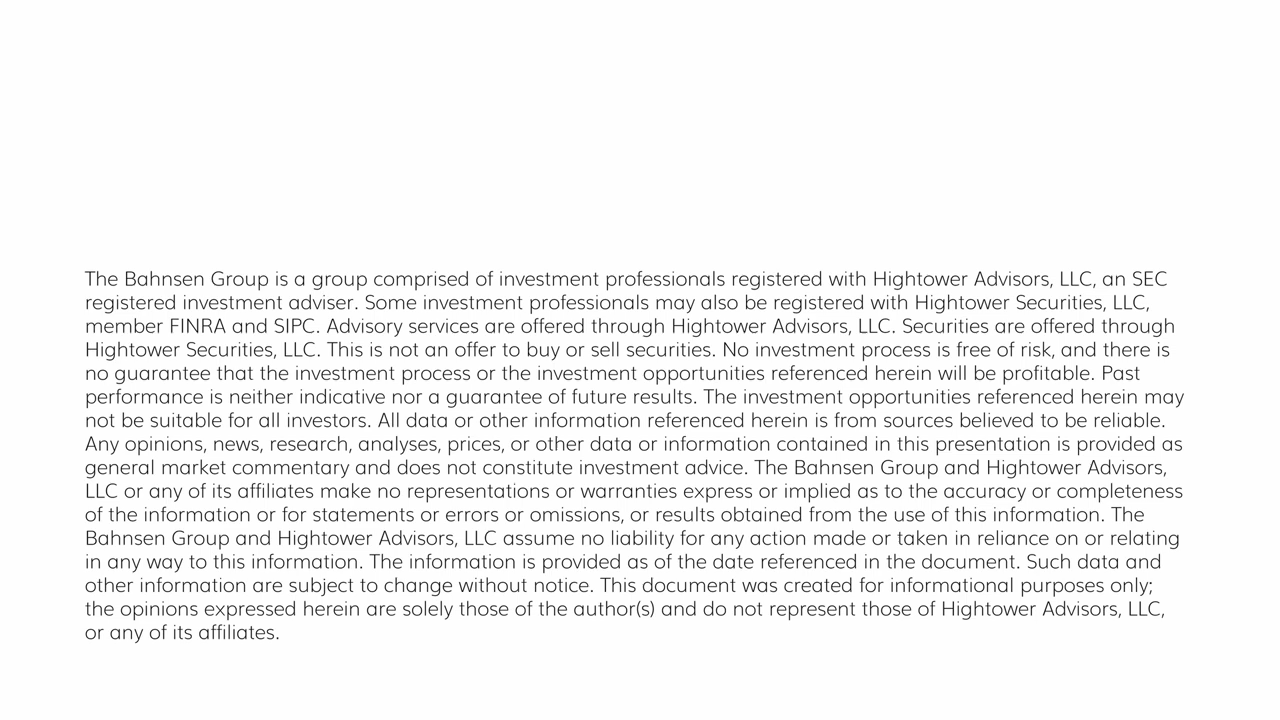 The Bahnsen Group is a group comprised of investment professionals registered with Hightower Advisors, LLC, an SEC
registered investment adviser. Some investment professionals may also be registered with Hightower Securities, LLC,
member FINRA and SIPC. Advisory services are offered through Hightower Advisors, LLC. Securities are offered through
Hightower Securities, LLC. This is not an offer to buy or sell securities. No investment process is free of risk, and there is
no guarantee that the investment process or the investment opportunities referenced herein will be profitable. Past
performance is neither indicative nor a guarantee of future results. The investment opportunities referenced herein may
not be suitable for all investors. All data or other information referenced herein is from sources believed to be reliable.
Any opinions, news, research, analyses, prices, or other data or information contained in this presentation is provided as
general market commentary and does not constitute investment advice. The Bahnsen Group and Hightower Advisors,
LLC or any of its affiliates make no representations or warranties express or implied as to the accuracy or completeness
of the information or for statements or errors or omissions, or results obtained from the use of this information. The
Bahnsen Group and Hightower Advisors, LLC assume no liability for any action made or taken in reliance on or relating
in any way to this information. The information is provided as of the date referenced in the document. Such data and
other information are subject to change without notice. This document was created for informational purposes only;
the opinions expressed herein are solely those of the author(s) and do not represent those of Hightower Advisors, LLC,
or any of its affiliates.